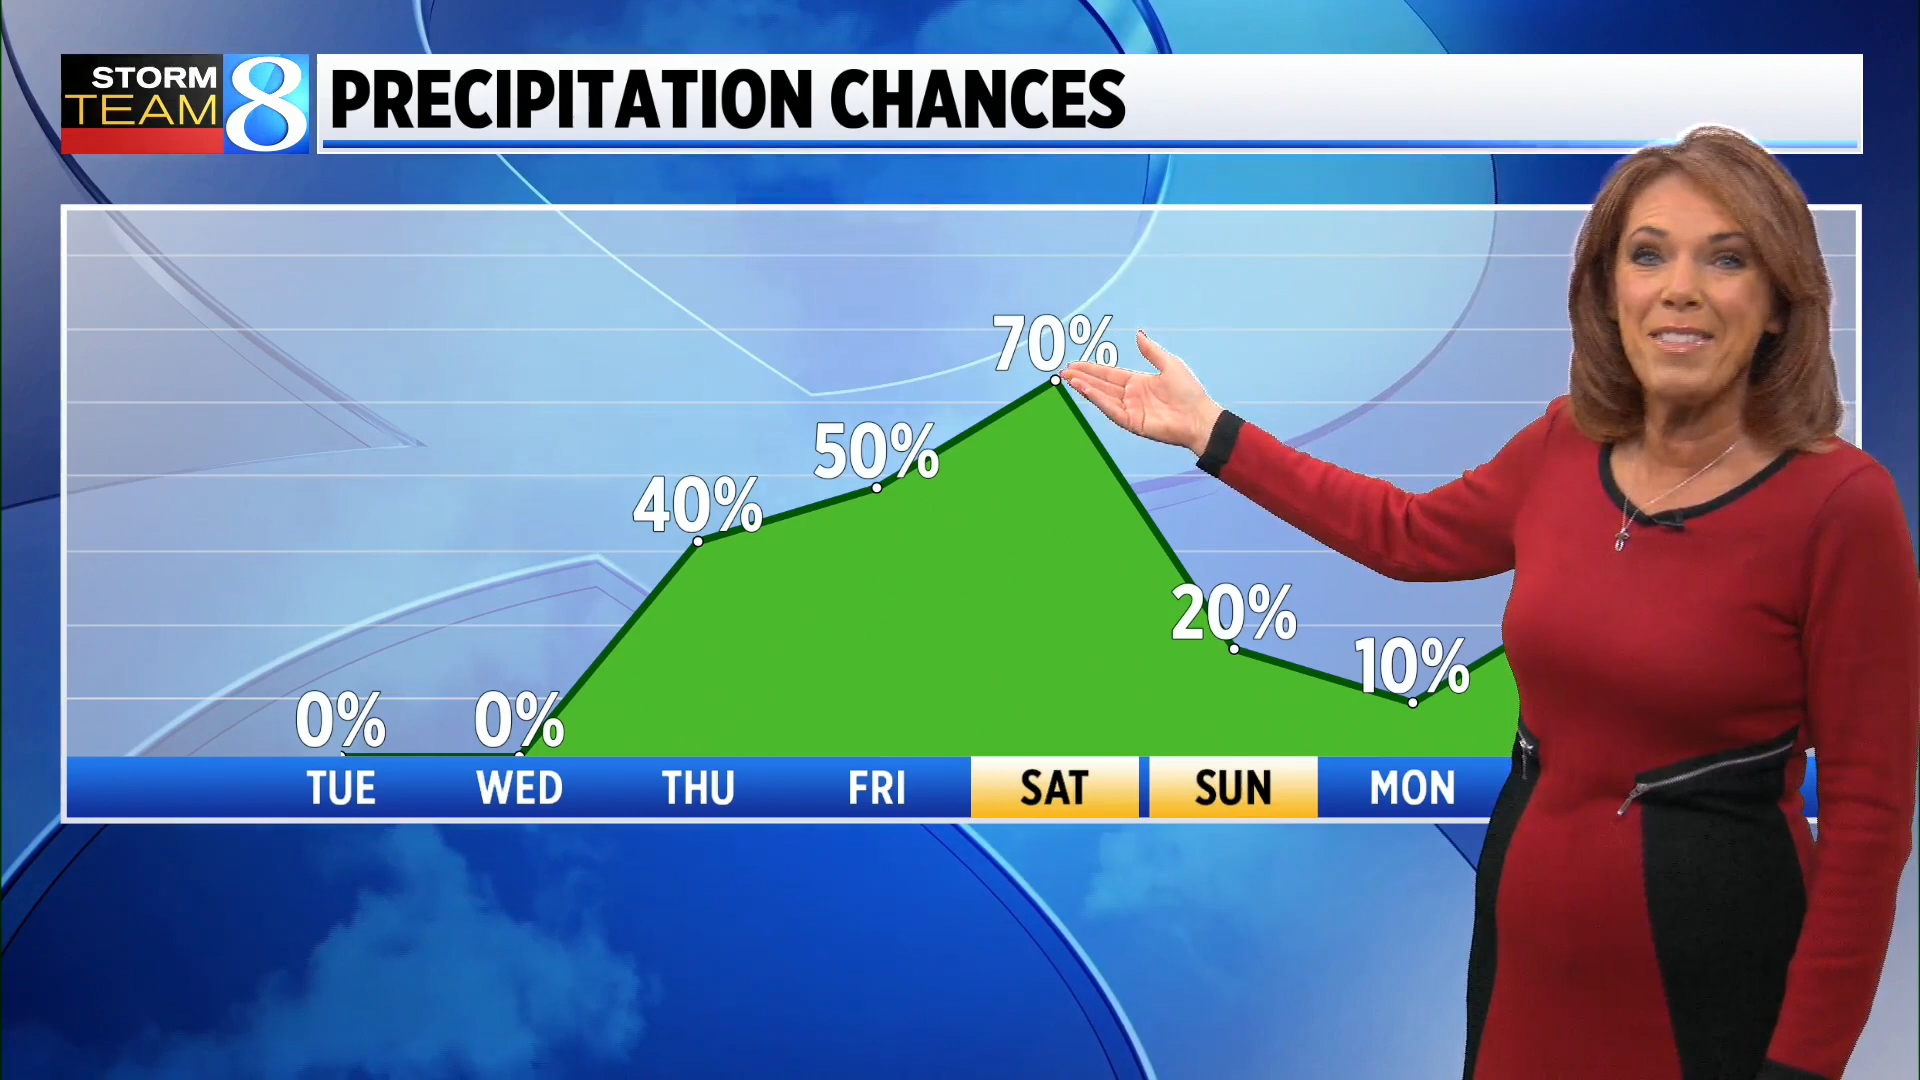 STORM
TEAM
8
PRECIPITATION CHANCES
70%
50%
40%
20%
10%
0% 0%
TUE WED THU FRI SAT SUN MON